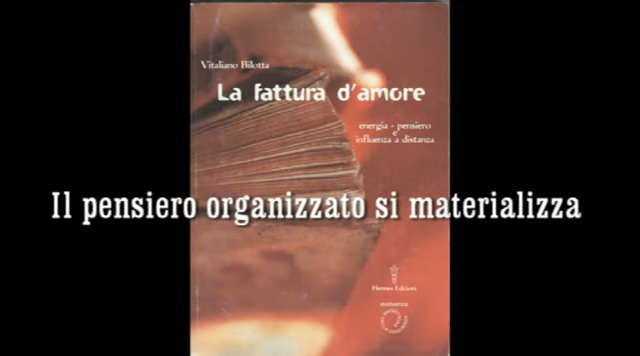 Vitaliano Bilotta
La fattura d'amore
energia - pensiero
e
influenza a distanza
Il pensiero organizzato si materializza
Hermes Edizioni